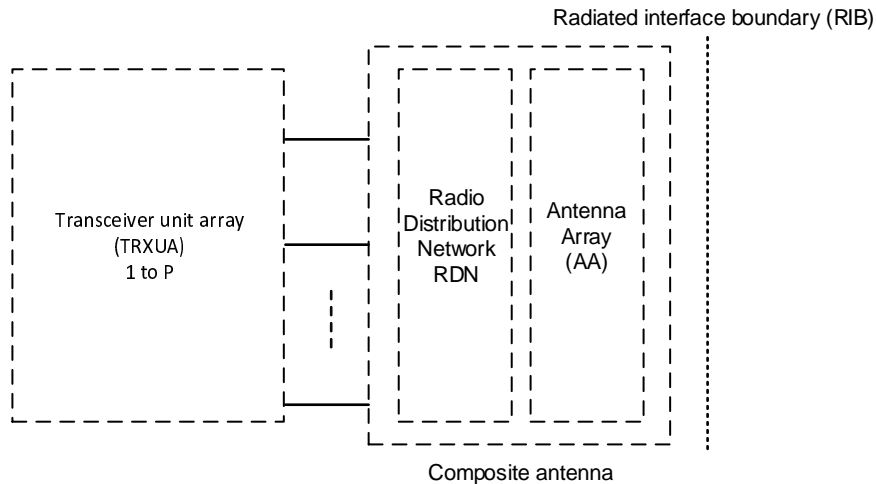 Radiated interface boundary (RIB)
Transceiver unit array
(TRXUA)
1 to P
Radio
Distribution
Network
RDN
Antenna
Array
(AA)
Composite antenna